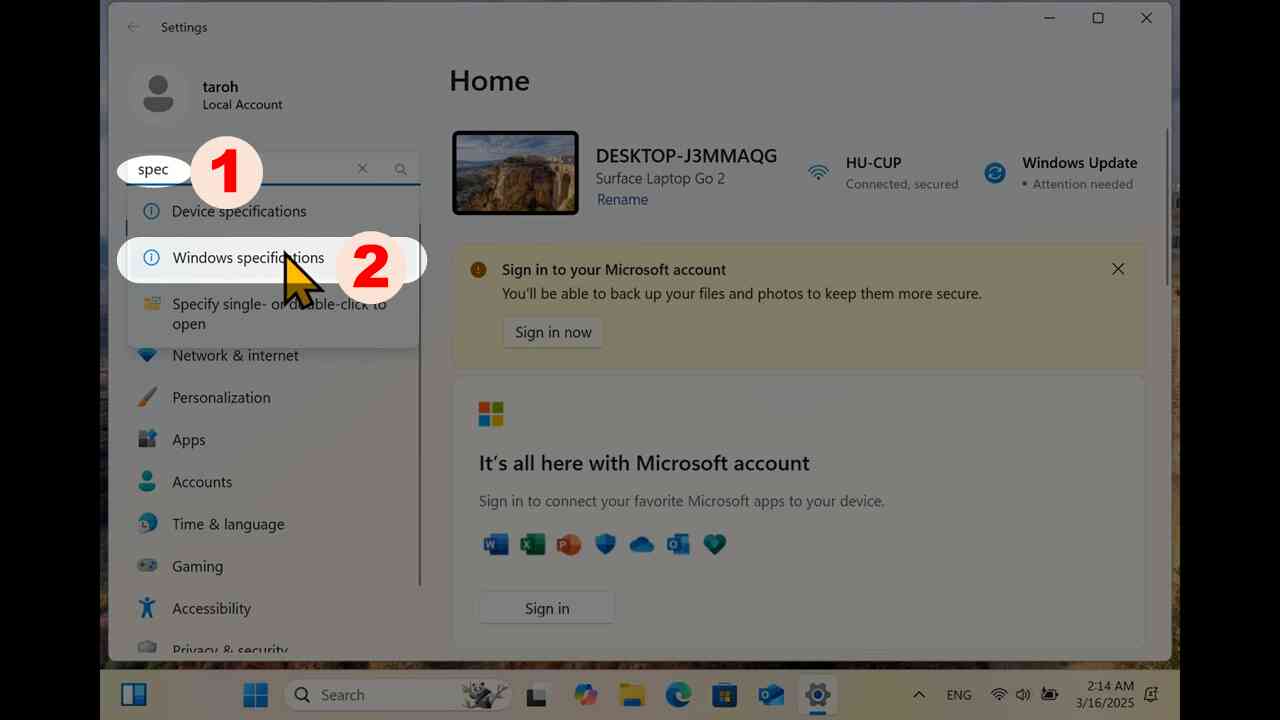 Settings
taroh
Local Account
spec
1
Device specifications
Windows specifications
2
Specify single- or double-click to
open
Network & internet
Personalization
Apps
Accounts
Time & language
Gaming
Accessibility
Privacy & security
Home
DESKTOP-J3MMAQG
Surface Laptop Go 2
Rename
HU-CUP
Connected, secured
Windows Update
• Attention needed
Sign in to your Microsoft account
You'll be able to back up your files and photos to keep them more secure.
Sign in now
It's all here with Microsoft account
Sign in to connect your favorite Microsoft apps to your device.
Sign in
Search
ENG
2:14 AM
3/16/2025